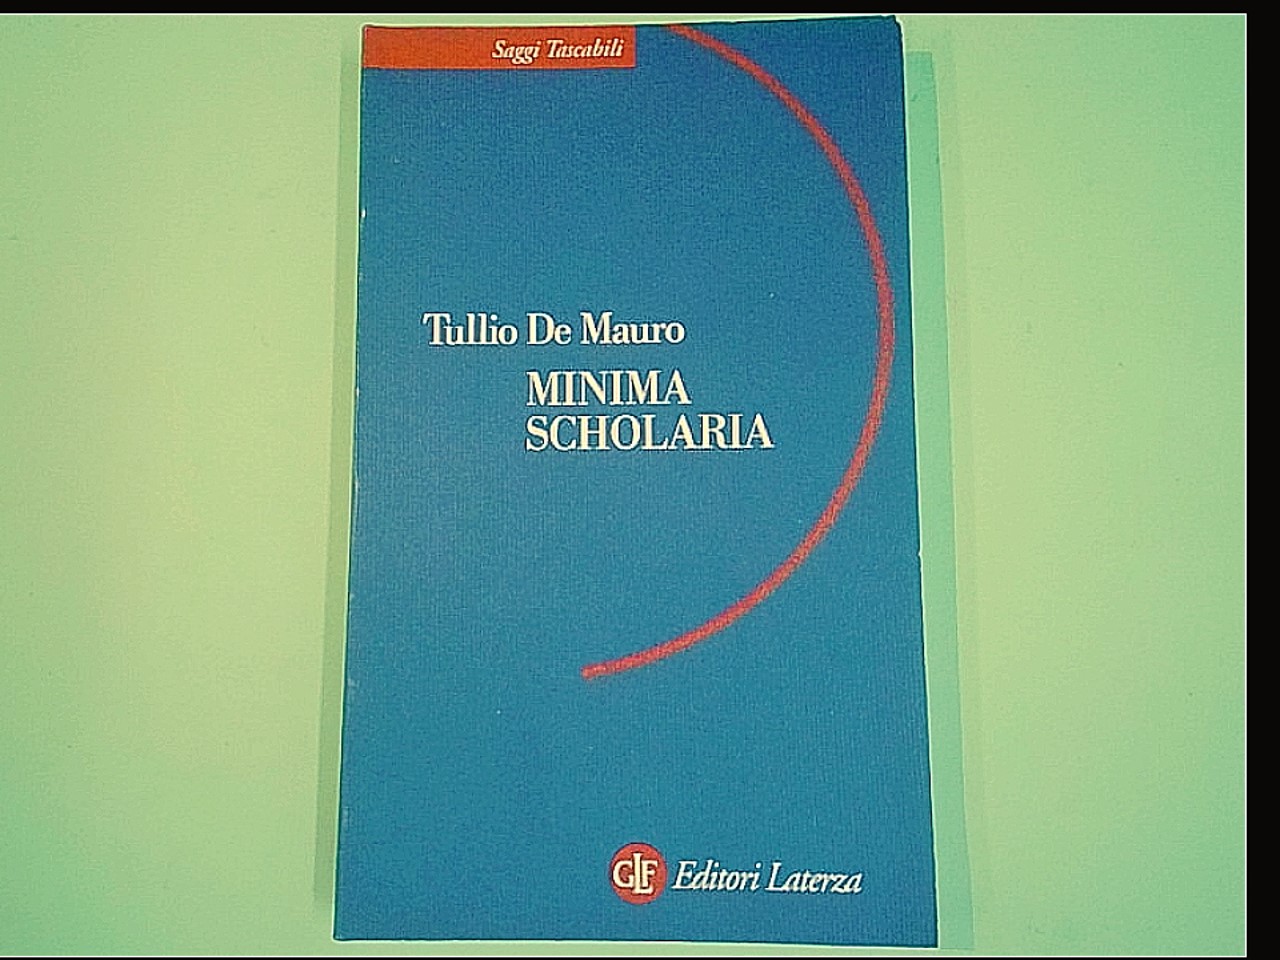 Saggi Tascabili
Tullio De Mauro
MINIMA
SCHOLARIA
GLF Editori Laterza